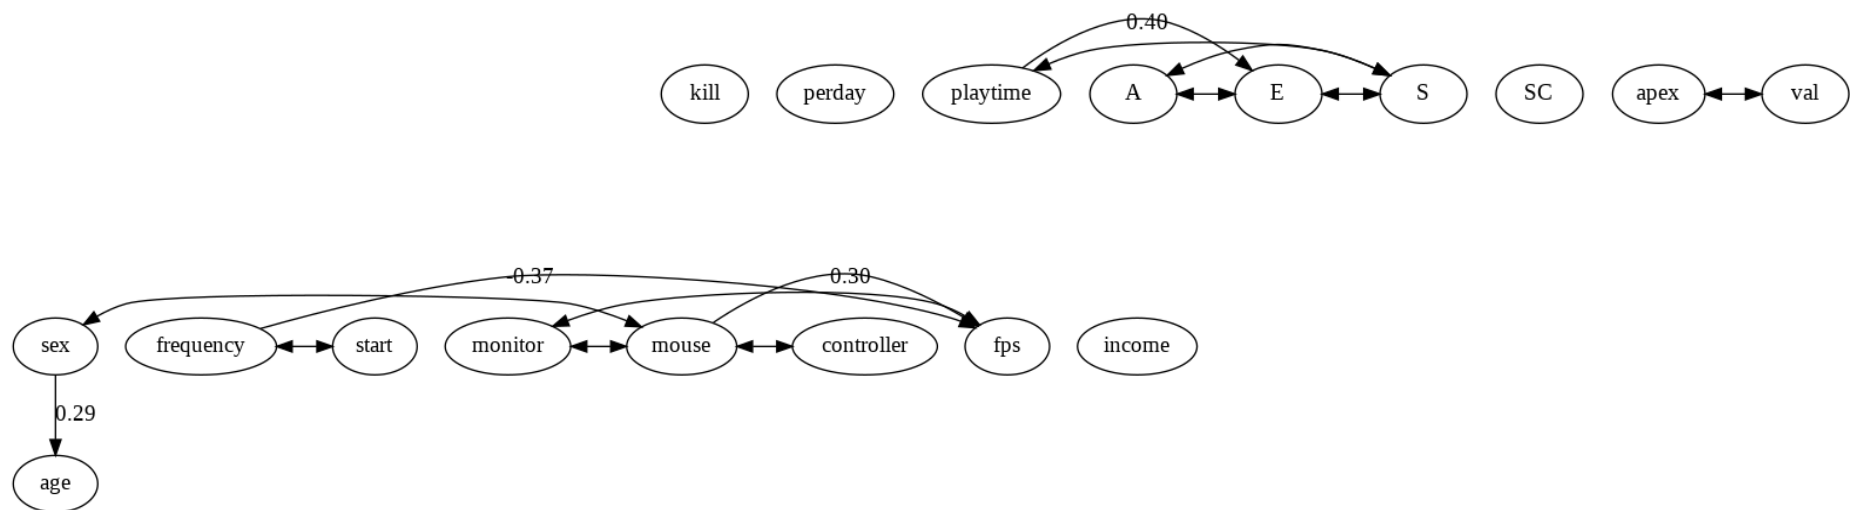 0.40
kill perday playtime A E S SC apex val
-0.37 0.30
sex frequency start monitor mouse controller fps income
0.29
age